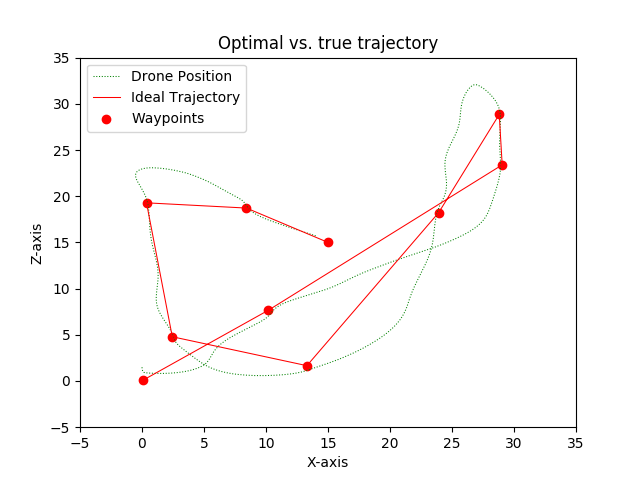 Optimal vs. true trajectory
Drone Position
Ideal Trajectory
Waypoints
35
30
25
20
15
10
5
0
−5
Z-axis
−5 0 5 10 15 20 25 30 35
X-axis